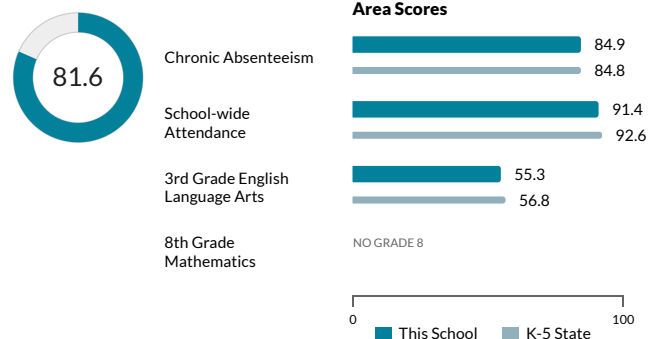 Area Scores
81.6
Chronic Absenteeism
84.9
84.8
School-wide
Attendance
91.4
92.6
3rd Grade English
Language Arts
55.3
56.8
8th Grade
Mathematics
NO GRADE 8
0
100
This School
K-5 State